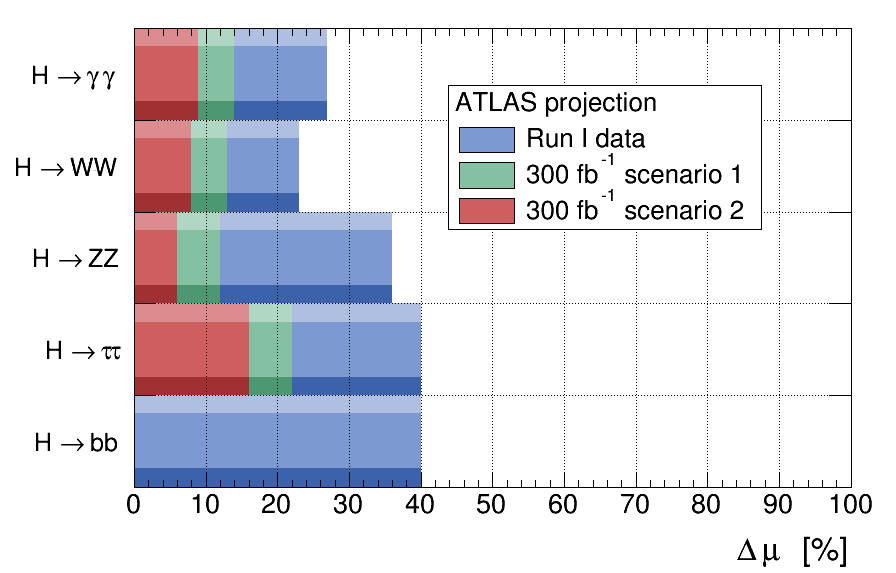 H → γγ
H → WW
H → ZZ
H → ττ
H → bb
ATLAS projection
Run I data
300 fb⁻¹ scenario 1
300 fb⁻¹ scenario 2
0 10 20 30 40 50 60 70 80 90 100
Δμ [%]